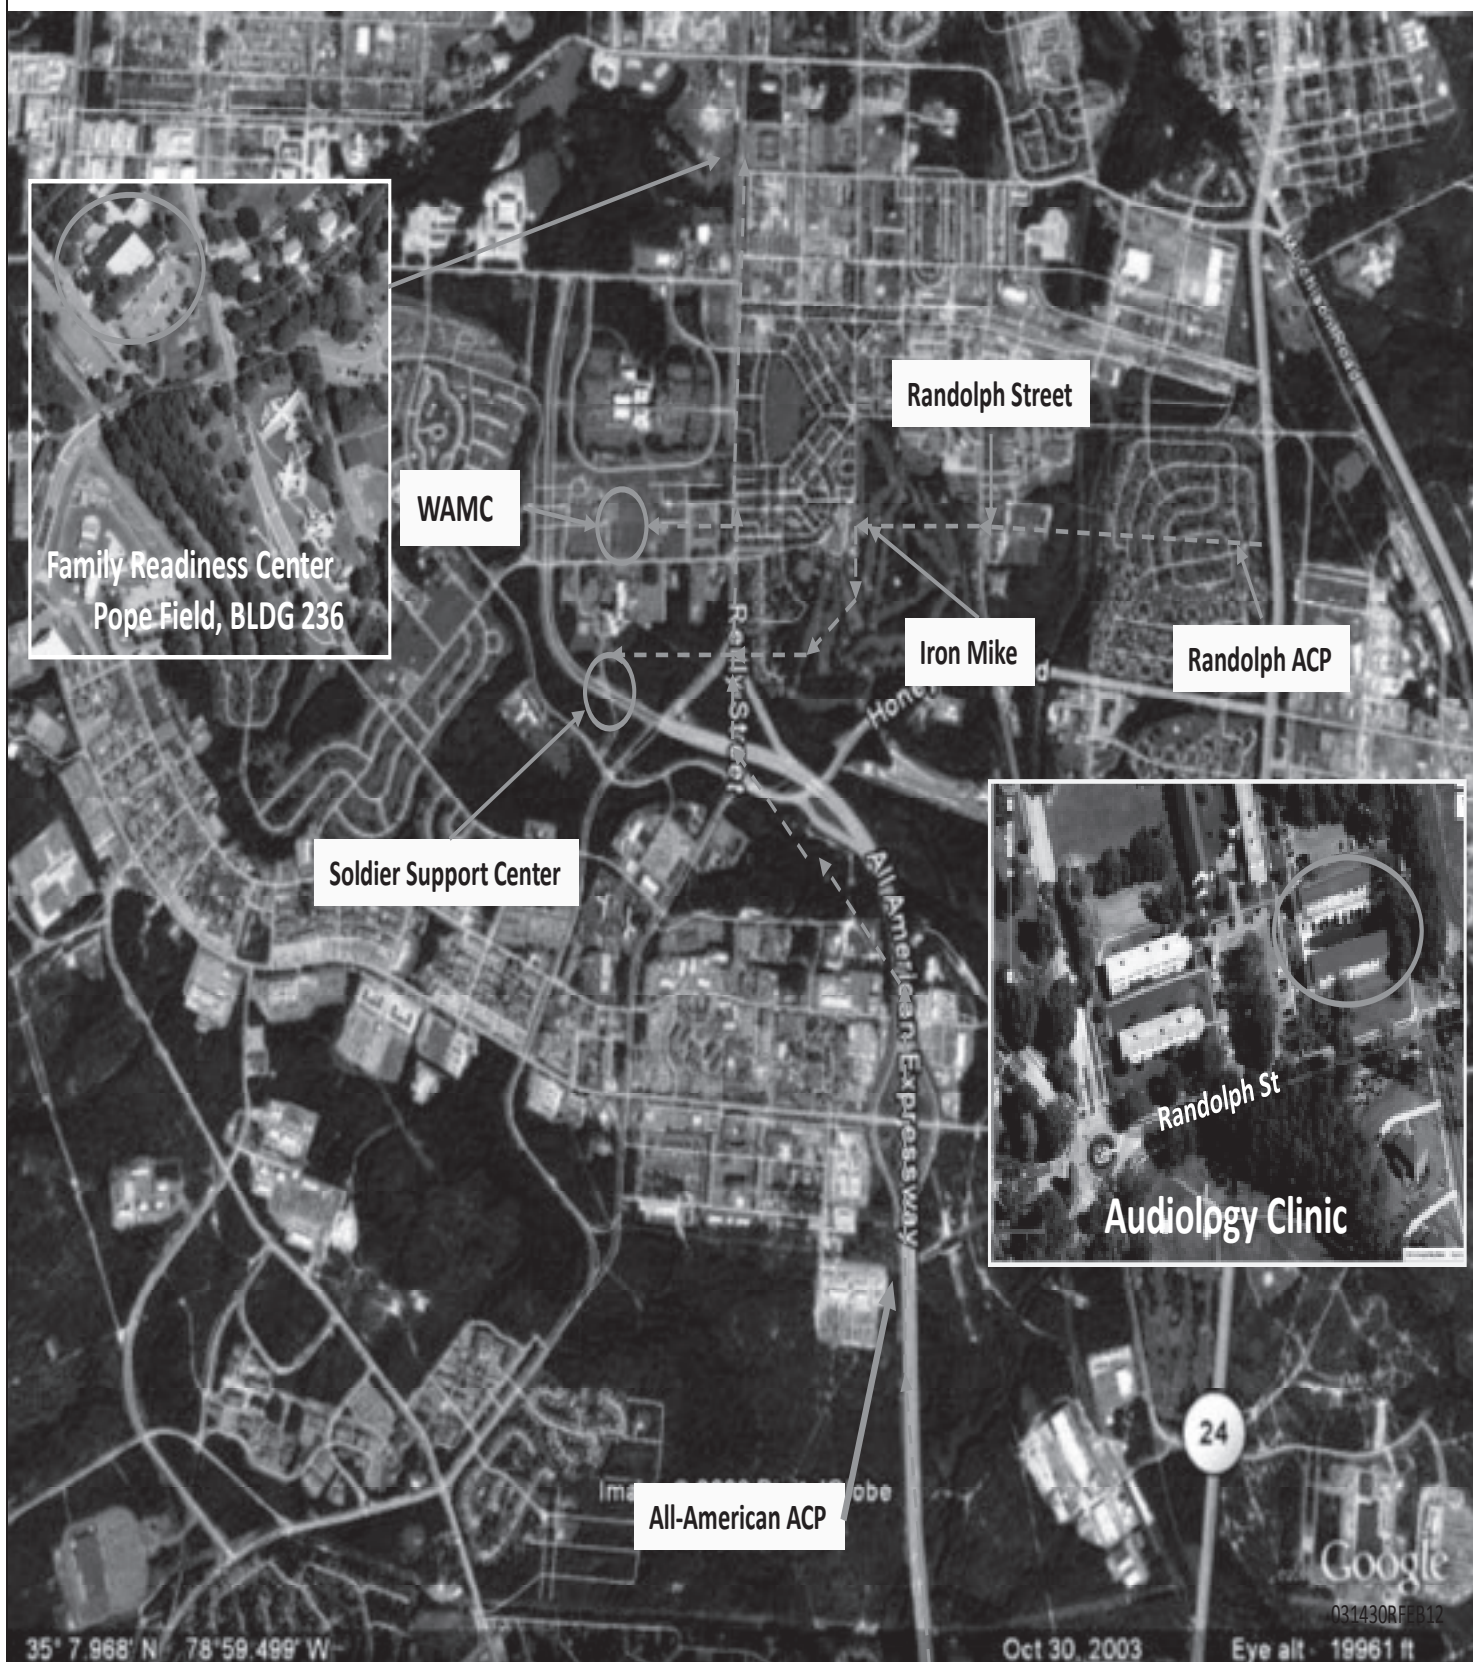 Randolph Street
WAMC
Family Readiness Center
Pope Field, BLDG 236
Reilly Street
Iron Mike
Randolph ACP
Soldier Support Center
All American Expressway
Randolph St
Audiology Clinic
24
All-American ACP
Google
031430RFEB12
35° 7.968' N 78°59.499' W
Oct 30, 2003
Eye alt 19961 ft